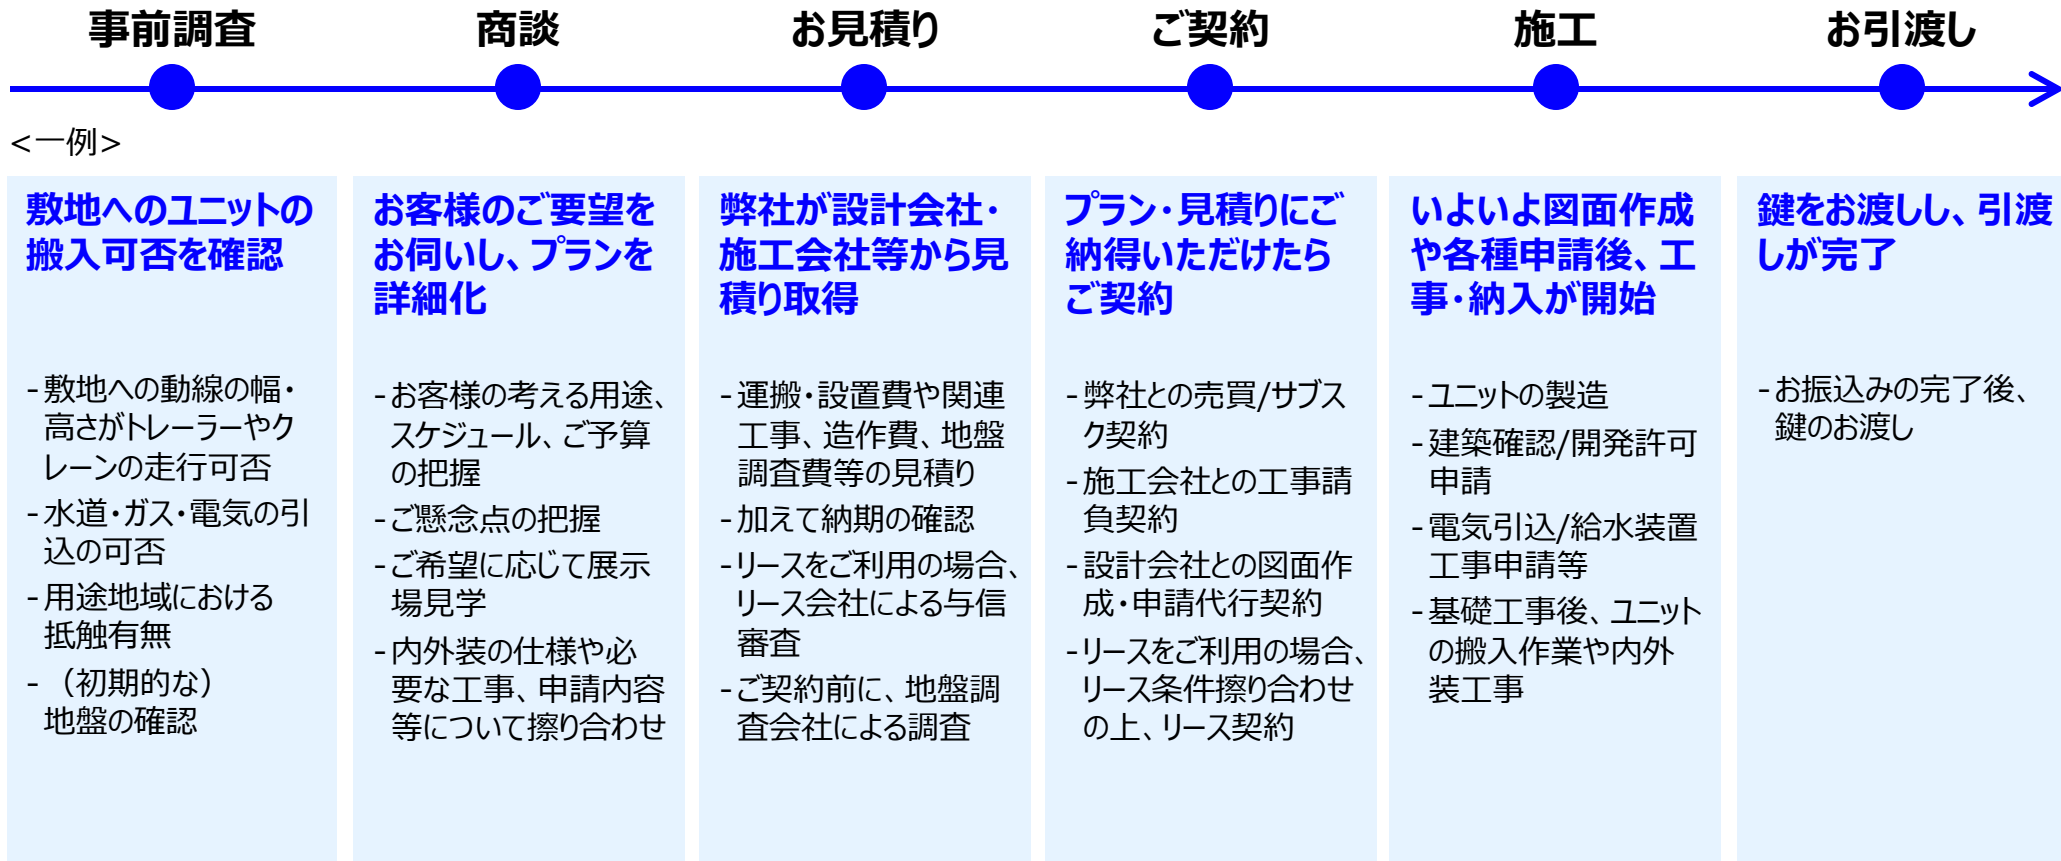 事前調査
商談
お見積り
ご契約
施工
お引渡し
<一例>
敷地へのユニットの
搬入可否を確認
-敷地への動線の幅・
高さがトレーラーやク
レーンの走行可否
-水道・ガス・電気の引
込の可否
-用途地域における
抵触有無
-（初期的な）
地盤の確認
お客様のご要望を
お伺いし、プランを
詳細化
-お客様の考える用途、
スケジュール、ご予算
の把握
-ご懸念点の把握
-ご希望に応じて展示
場見学
-内外装の仕様や必
要な工事、申請内容
等について擦り合わせ
弊社が設計会社・
施工会社等から見
積り取得
-運搬・設置費や関連
工事、造作費、地盤
調査費等の見積り
-加えて納期の確認
-リースをご利用の場合、
リース会社による与信
審査
-ご契約前に、地盤調
査会社による調査
プラン・見積りにご
納得いただけたら
ご契約
-弊社との売買/サブス
ク契約
-施工会社との工事請
負契約
-設計会社との図面作
成・申請代行契約
-リースをご利用の場合、
リース条件擦り合わせ
の上、リース契約
いよいよ図面作成
や各種申請後、工
事・納入が開始
-ユニットの製造
-建築確認/開発許可
申請
-電気引込/給水装置
工事申請等
-基礎工事後、ユニット
の搬入作業や内外
装工事
鍵をお渡しし、引渡
しが完了
-お振込みの完了後、
鍵のお渡し